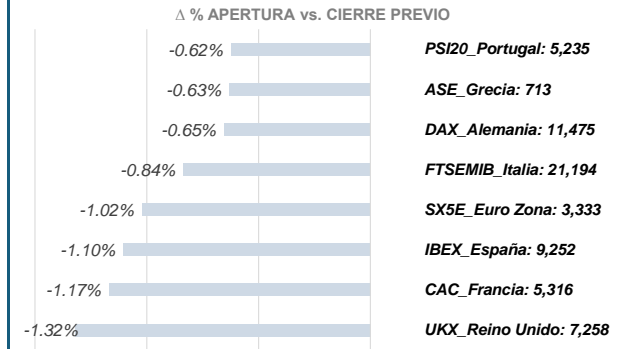 Δ % APERTURA vs. CIERRE PREVIO
-0.62% PSI20_Portugal: 5,235
-0.63% ASE_Grecia: 713
-0.65% DAX_Alemania: 11,475
-0.84% FTSEMIB_Italia: 21,194
-1.02% SX5E_Euro Zona: 3,333
-1.10% IBEX_España: 9,252
-1.17% CAC_Francia: 5,316
-1.32% UKX_Reino Unido: 7,258